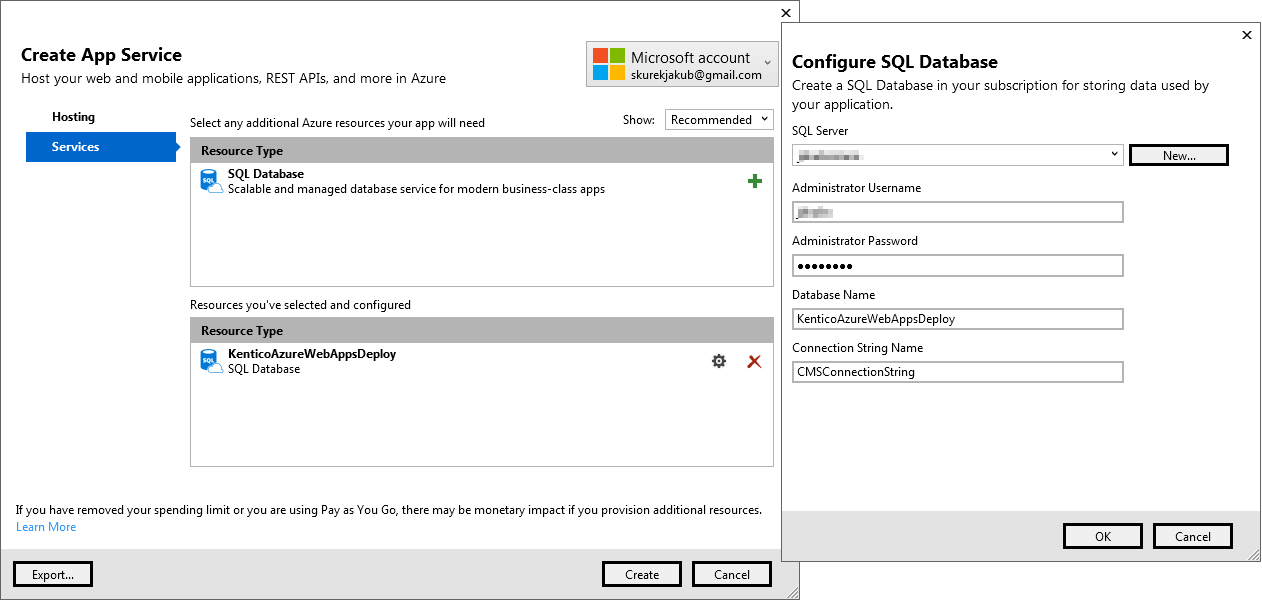 Create App Service
Host your web and mobile applications, REST APIs, and more in Azure
Microsoft account
skurekjakub@gmail.com
Hosting
Services
Select any additional Azure resources your app will need
Show: Recommended
Resource Type
SQL Database
Scalable and managed database service for modern business-class apps
Resources you've selected and configured
Resource Type
KenticoAzureWebAppsDeploy
SQL Database
If you have removed your spending limit or you are using Pay as You Go, there may be monetary impact if you provision additional resources.
Learn More
Export...
Create
Cancel
Configure SQL Database
Create a SQL Database in your subscription for storing data used by
your application.
SQL Server
New...
Administrator Username
Administrator Password
●●●●●●●●
Database Name
KenticoAzureWebAppsDeploy
Connection String Name
CMSConnectionString
OK
Cancel